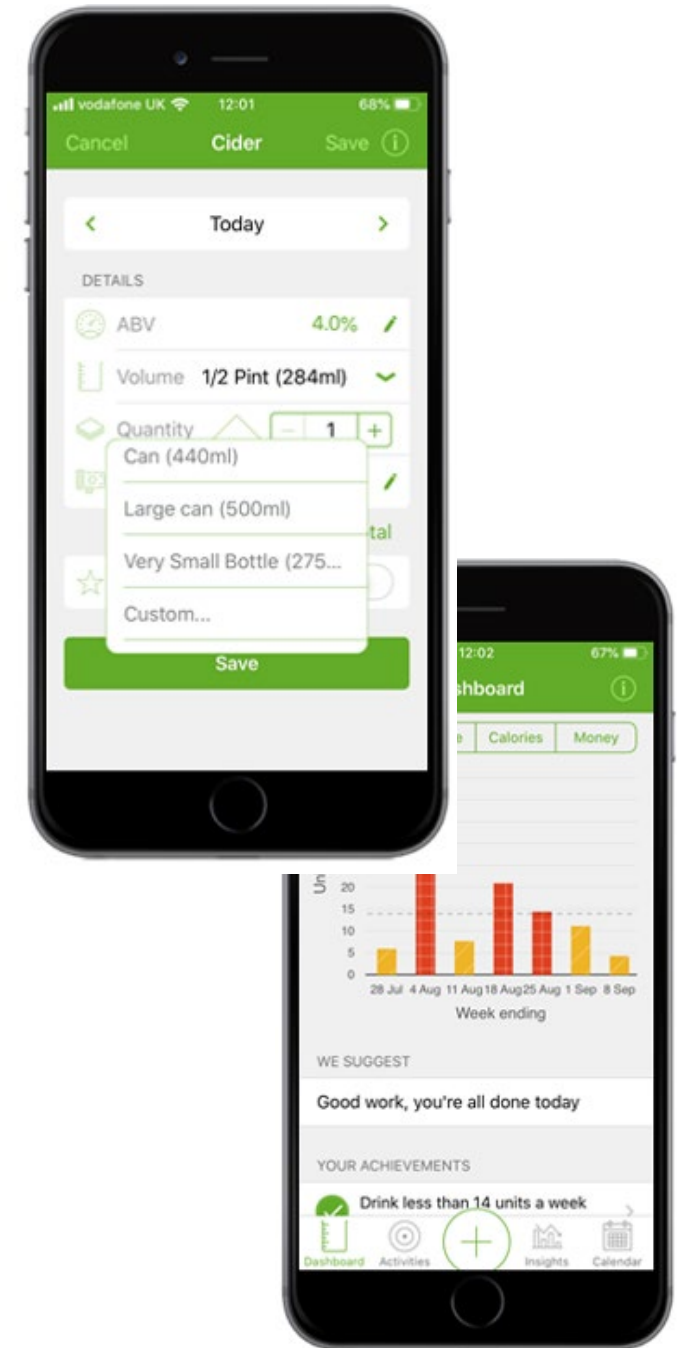 vodafone UK 12:01 68%
Cancel Cider Save
Today
DETAILS
ABV 4.0%
Volume 1/2 Pint (284ml)
Quantity - 1 +
Can (440ml)
Large can (500ml)
tal
Very Small Bottle (275...
Custom...
Save
12:02 67%
hboard
e Calories Money
Un
20
15
10
5
0
28 Jul 4 Aug 11 Aug 18 Aug 25 Aug 1 Sep 8 Sep
Week ending
WE SUGGEST
Good work, you're all done today
YOUR ACHIEVEMENTS
Drink less than 14 units a week
Dashboard Activities Insights Calendar